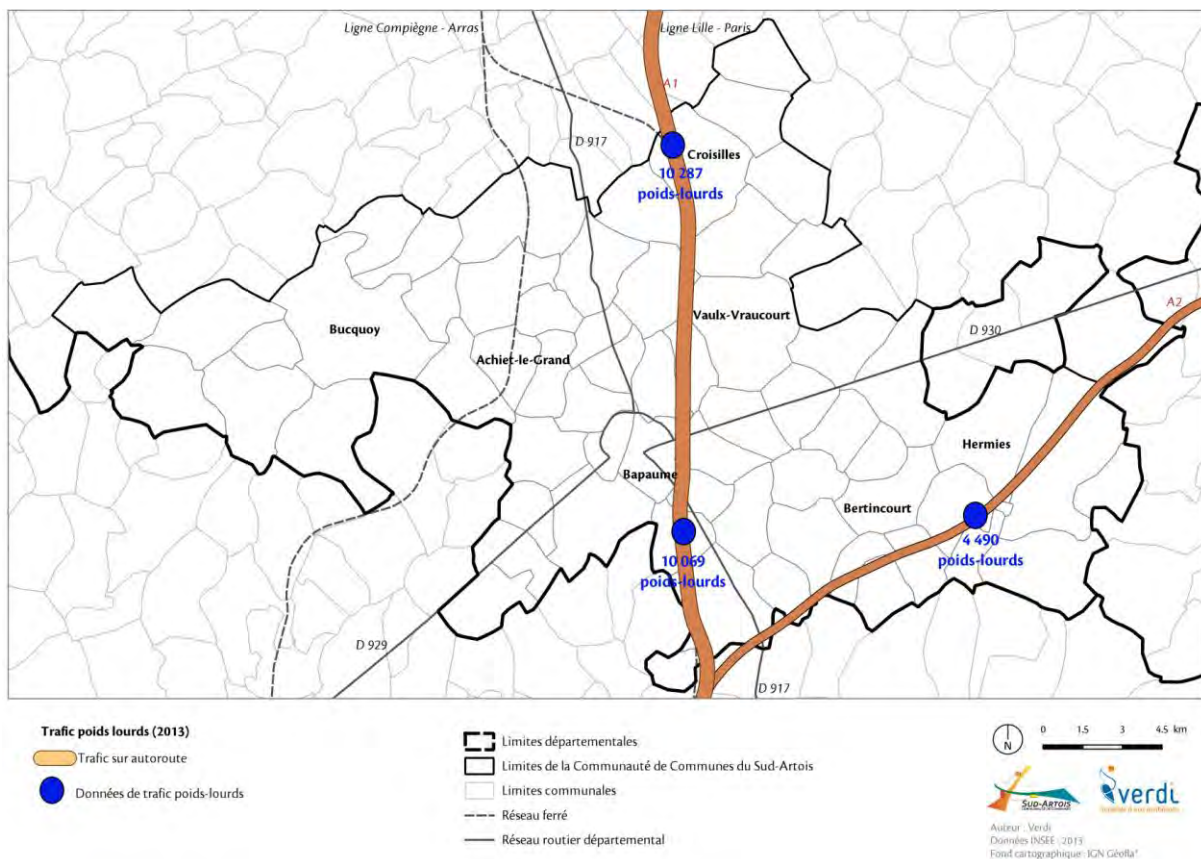 Ligne Compiègne - Arras
Ligne Lille - Paris
A1
D 917
Croisilles
10 287
poids-lourds
A2
Vaulx-Vraucourt
D 930
Bucquoy
Achiet-le-Grand
Hermies
Bapaume
Bertincourt
4 490
poids-lourds
10 069
poids-lourds
D 929
D 917
Trafic poids lourds (2013)
Trafic sur autoroute
Données de trafic poids-lourds
Limites départementales
Limites de la Communauté de Communes du Sud-Artois
Limites communales
Réseau ferré
Réseau routier départemental
N
0 1.5 3 4.5 km
SUD-ARTOIS
verdi
Auteur : Verdi
Données INSEE : 2013
Fond cartographique: IGN Géofla®